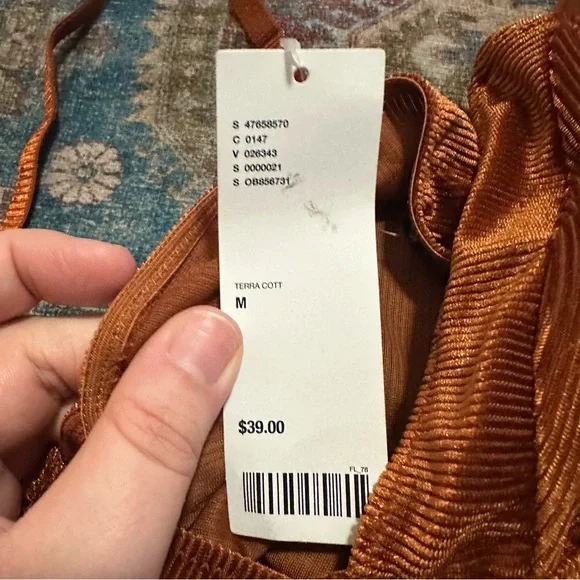 S 47658570
C 0147
V 026343
S 0000021
S OB856731
TERRA COTT
M
$39.00
FL_78